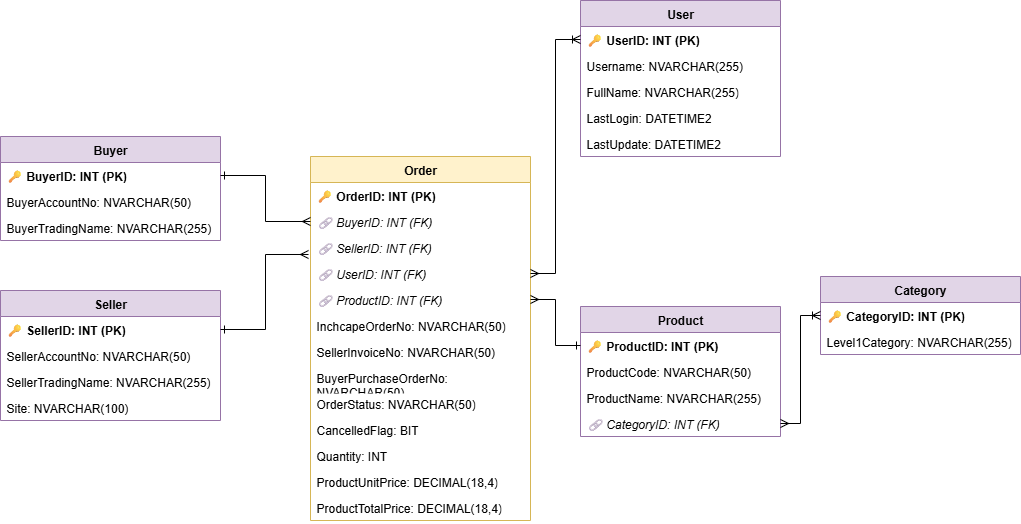 User
UserID: INT (PK)
Username: NVARCHAR(255)
FullName: NVARCHAR(255)
LastLogin: DATETIME2
LastUpdate: DATETIME2
Buyer
BuyerID: INT (PK)
BuyerAccountNo: NVARCHAR(50)
BuyerTradingName: NVARCHAR(255)
Seller
SellerID: INT (PK)
SellerAccountNo: NVARCHAR(50)
SellerTradingName: NVARCHAR(255)
Site: NVARCHAR(100)
Order
OrderID: INT (PK)
BuyerID: INT (FK)
SellerID: INT (FK)
UserID: INT (FK)
ProductID: INT (FK)
InchcapeOrderNo: NVARCHAR(50)
SellerInvoiceNo: NVARCHAR(50)
BuyerPurchaseOrderNo:
NVARCHAR(50)
OrderStatus: NVARCHAR(50)
CancelledFlag: BIT
Quantity: INT
ProductUnitPrice: DECIMAL(18,4)
ProductTotalPrice: DECIMAL(18,4)
Product
ProductID: INT (PK)
ProductCode: NVARCHAR(50)
ProductName: NVARCHAR(255)
CategoryID: INT (FK)
Category
CategoryID: INT (PK)
Level1Category: NVARCHAR(255)